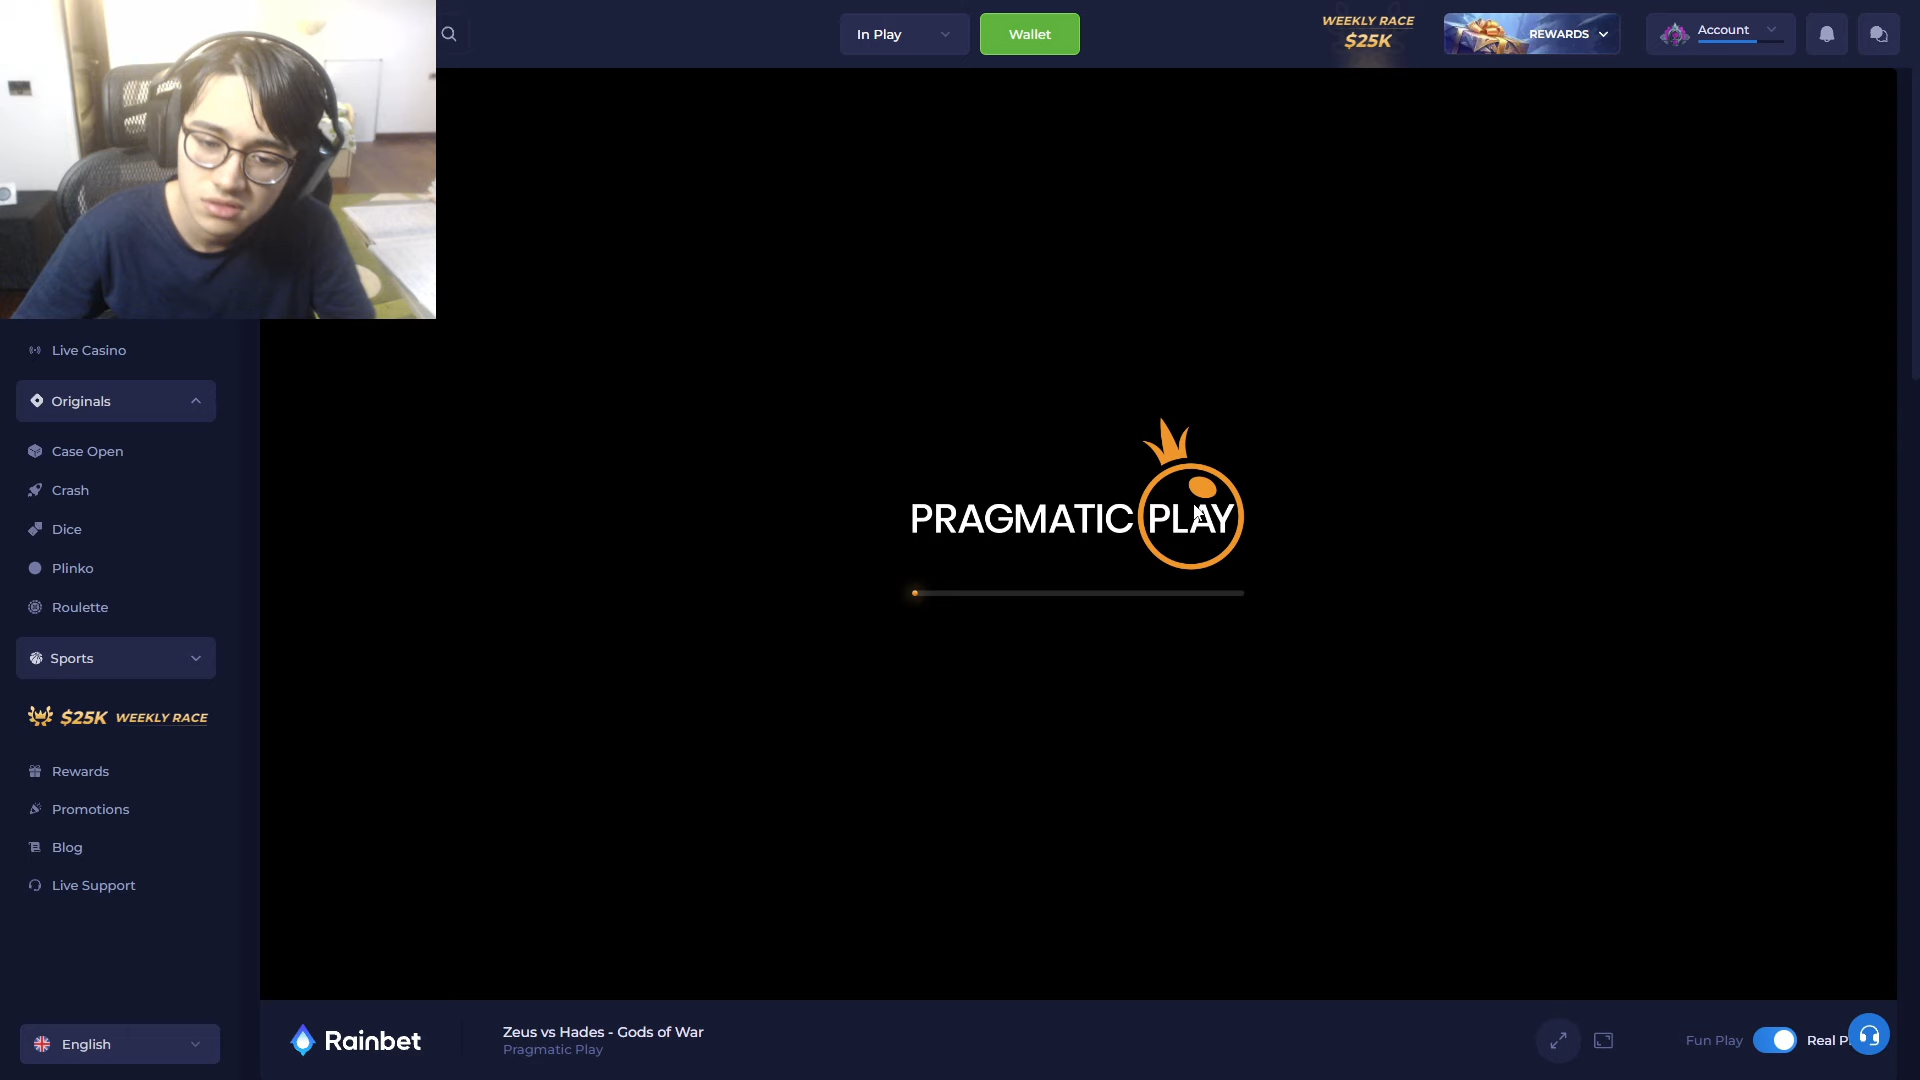 In Play
Wallet
WEEKLY RACE
$25K
REWARDS
Account
Live Casino
Originals
Case Open
Crash
Dice
Plinko
Roulette
Sports
$25K WEEKLY RACE
Rewards
Promotions
Blog
Live Support
English
PRAGMATIC PLAY
Rainbet
Zeus vs Hades - Gods of War
Pragmatic Play
Fun Play
Real P